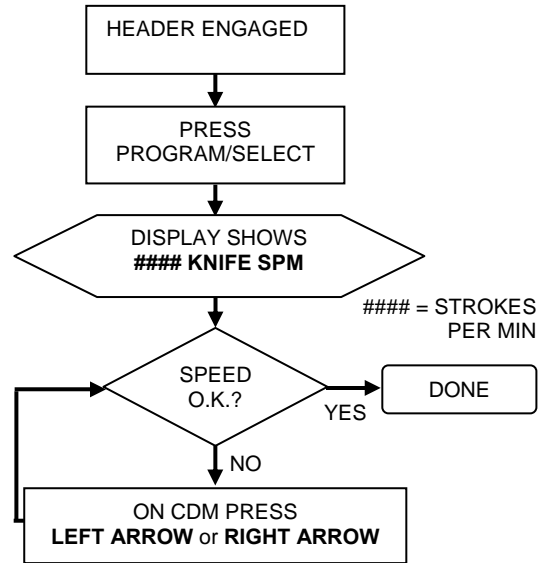 HEADER ENGAGED
PRESS
PROGRAM/SELECT
DISPLAY SHOWS
#### KNIFE SPM
#### = STROKES
PER MIN
SPEED
O.K.?
YES
DONE
NO
ON CDM PRESS
LEFT ARROW or RIGHT ARROW